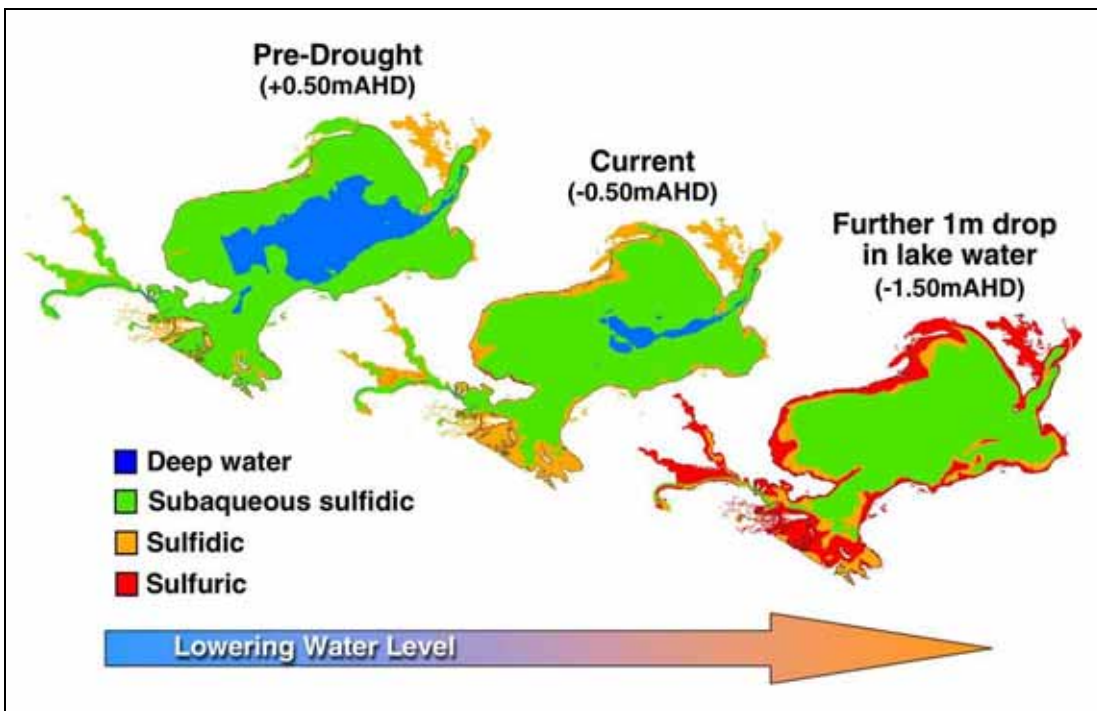 Pre-Drought
(+0.50mAHD)
Current
(-0.50mAHD)
Further 1m drop
in lake water
(-1.50mAHD)
Deep water
Subaqueous sulfidic
Sulfidic
Sulfuric
Lowering Water Level